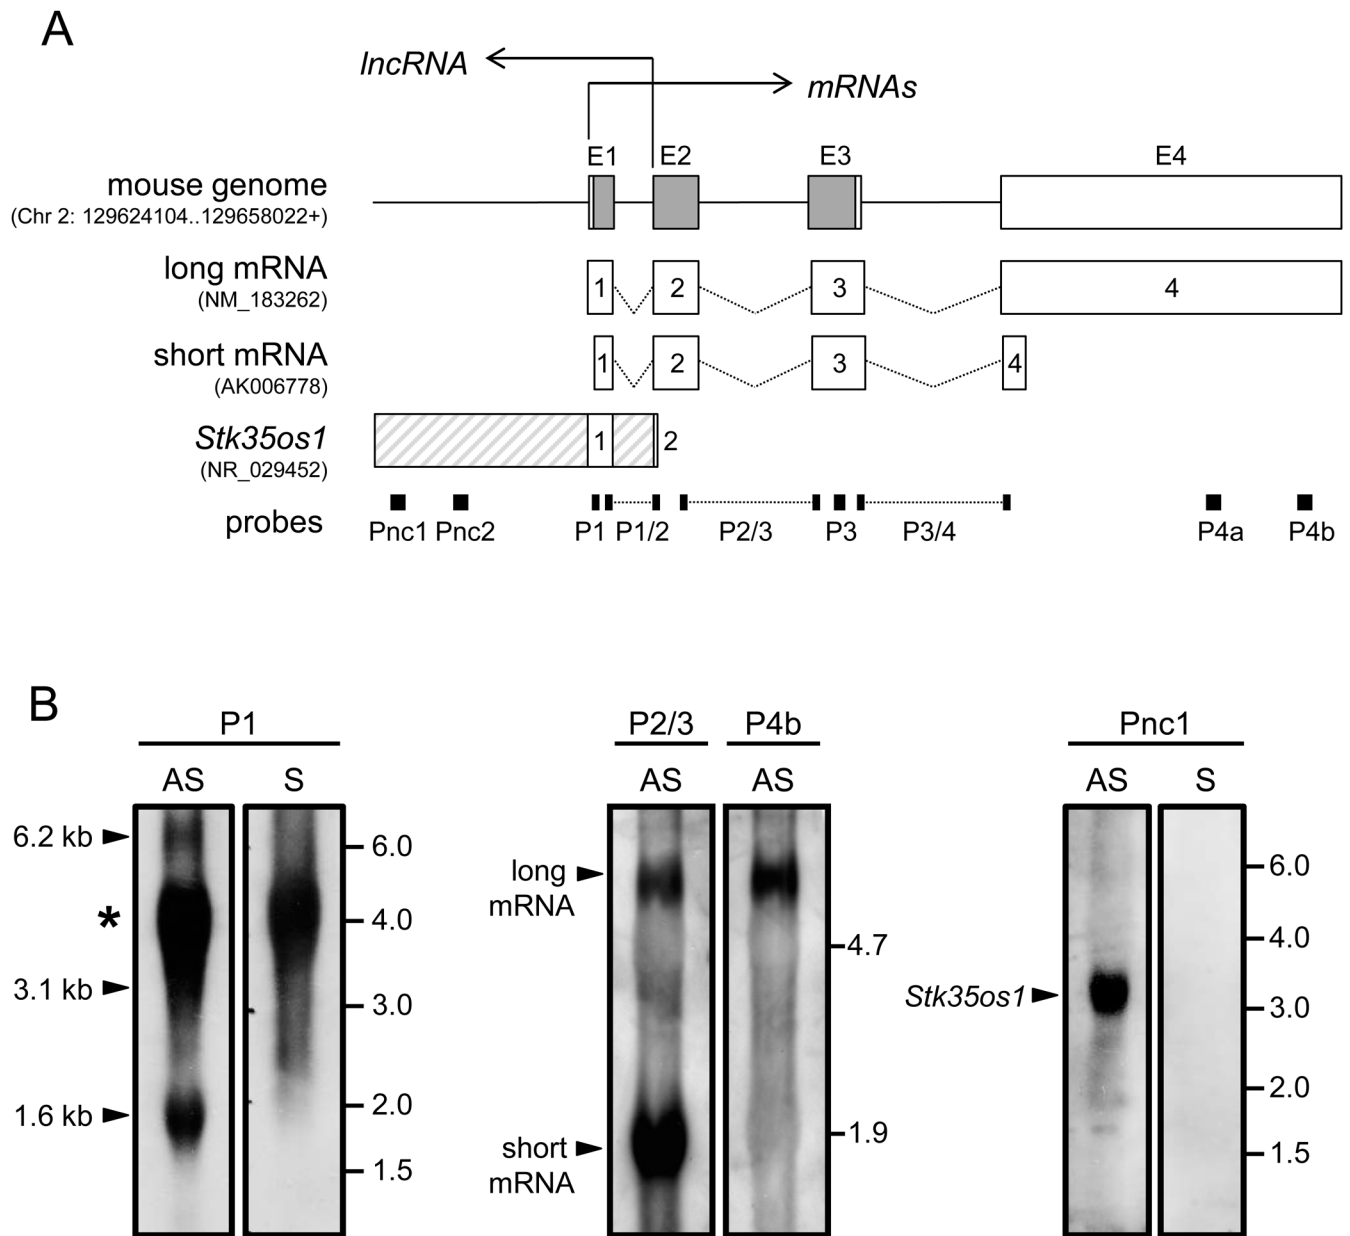 A
lncRNA
mRNAs
E1 E2 E3 E4
mouse genome
(Chr 2: 129624104..129658022+)
long mRNA
(NM_183262)
1 2 3 4
short mRNA
(AK006778)
1 2 3 4
Stk35os1
(NR_029452)
1 2
probes
Pnc1 Pnc2 P1 P1/2 P2/3 P3 P3/4 P4a P4b
B
P1
AS S
6.2 kb
*
3.1 kb
1.6 kb
6.0
4.0
3.0
2.0
1.5
P2/3 P4b
AS AS
long
mRNA
short
mRNA
4.7
1.9
Pnc1
AS S
Stk35os1
6.0
4.0
3.0
2.0
1.5